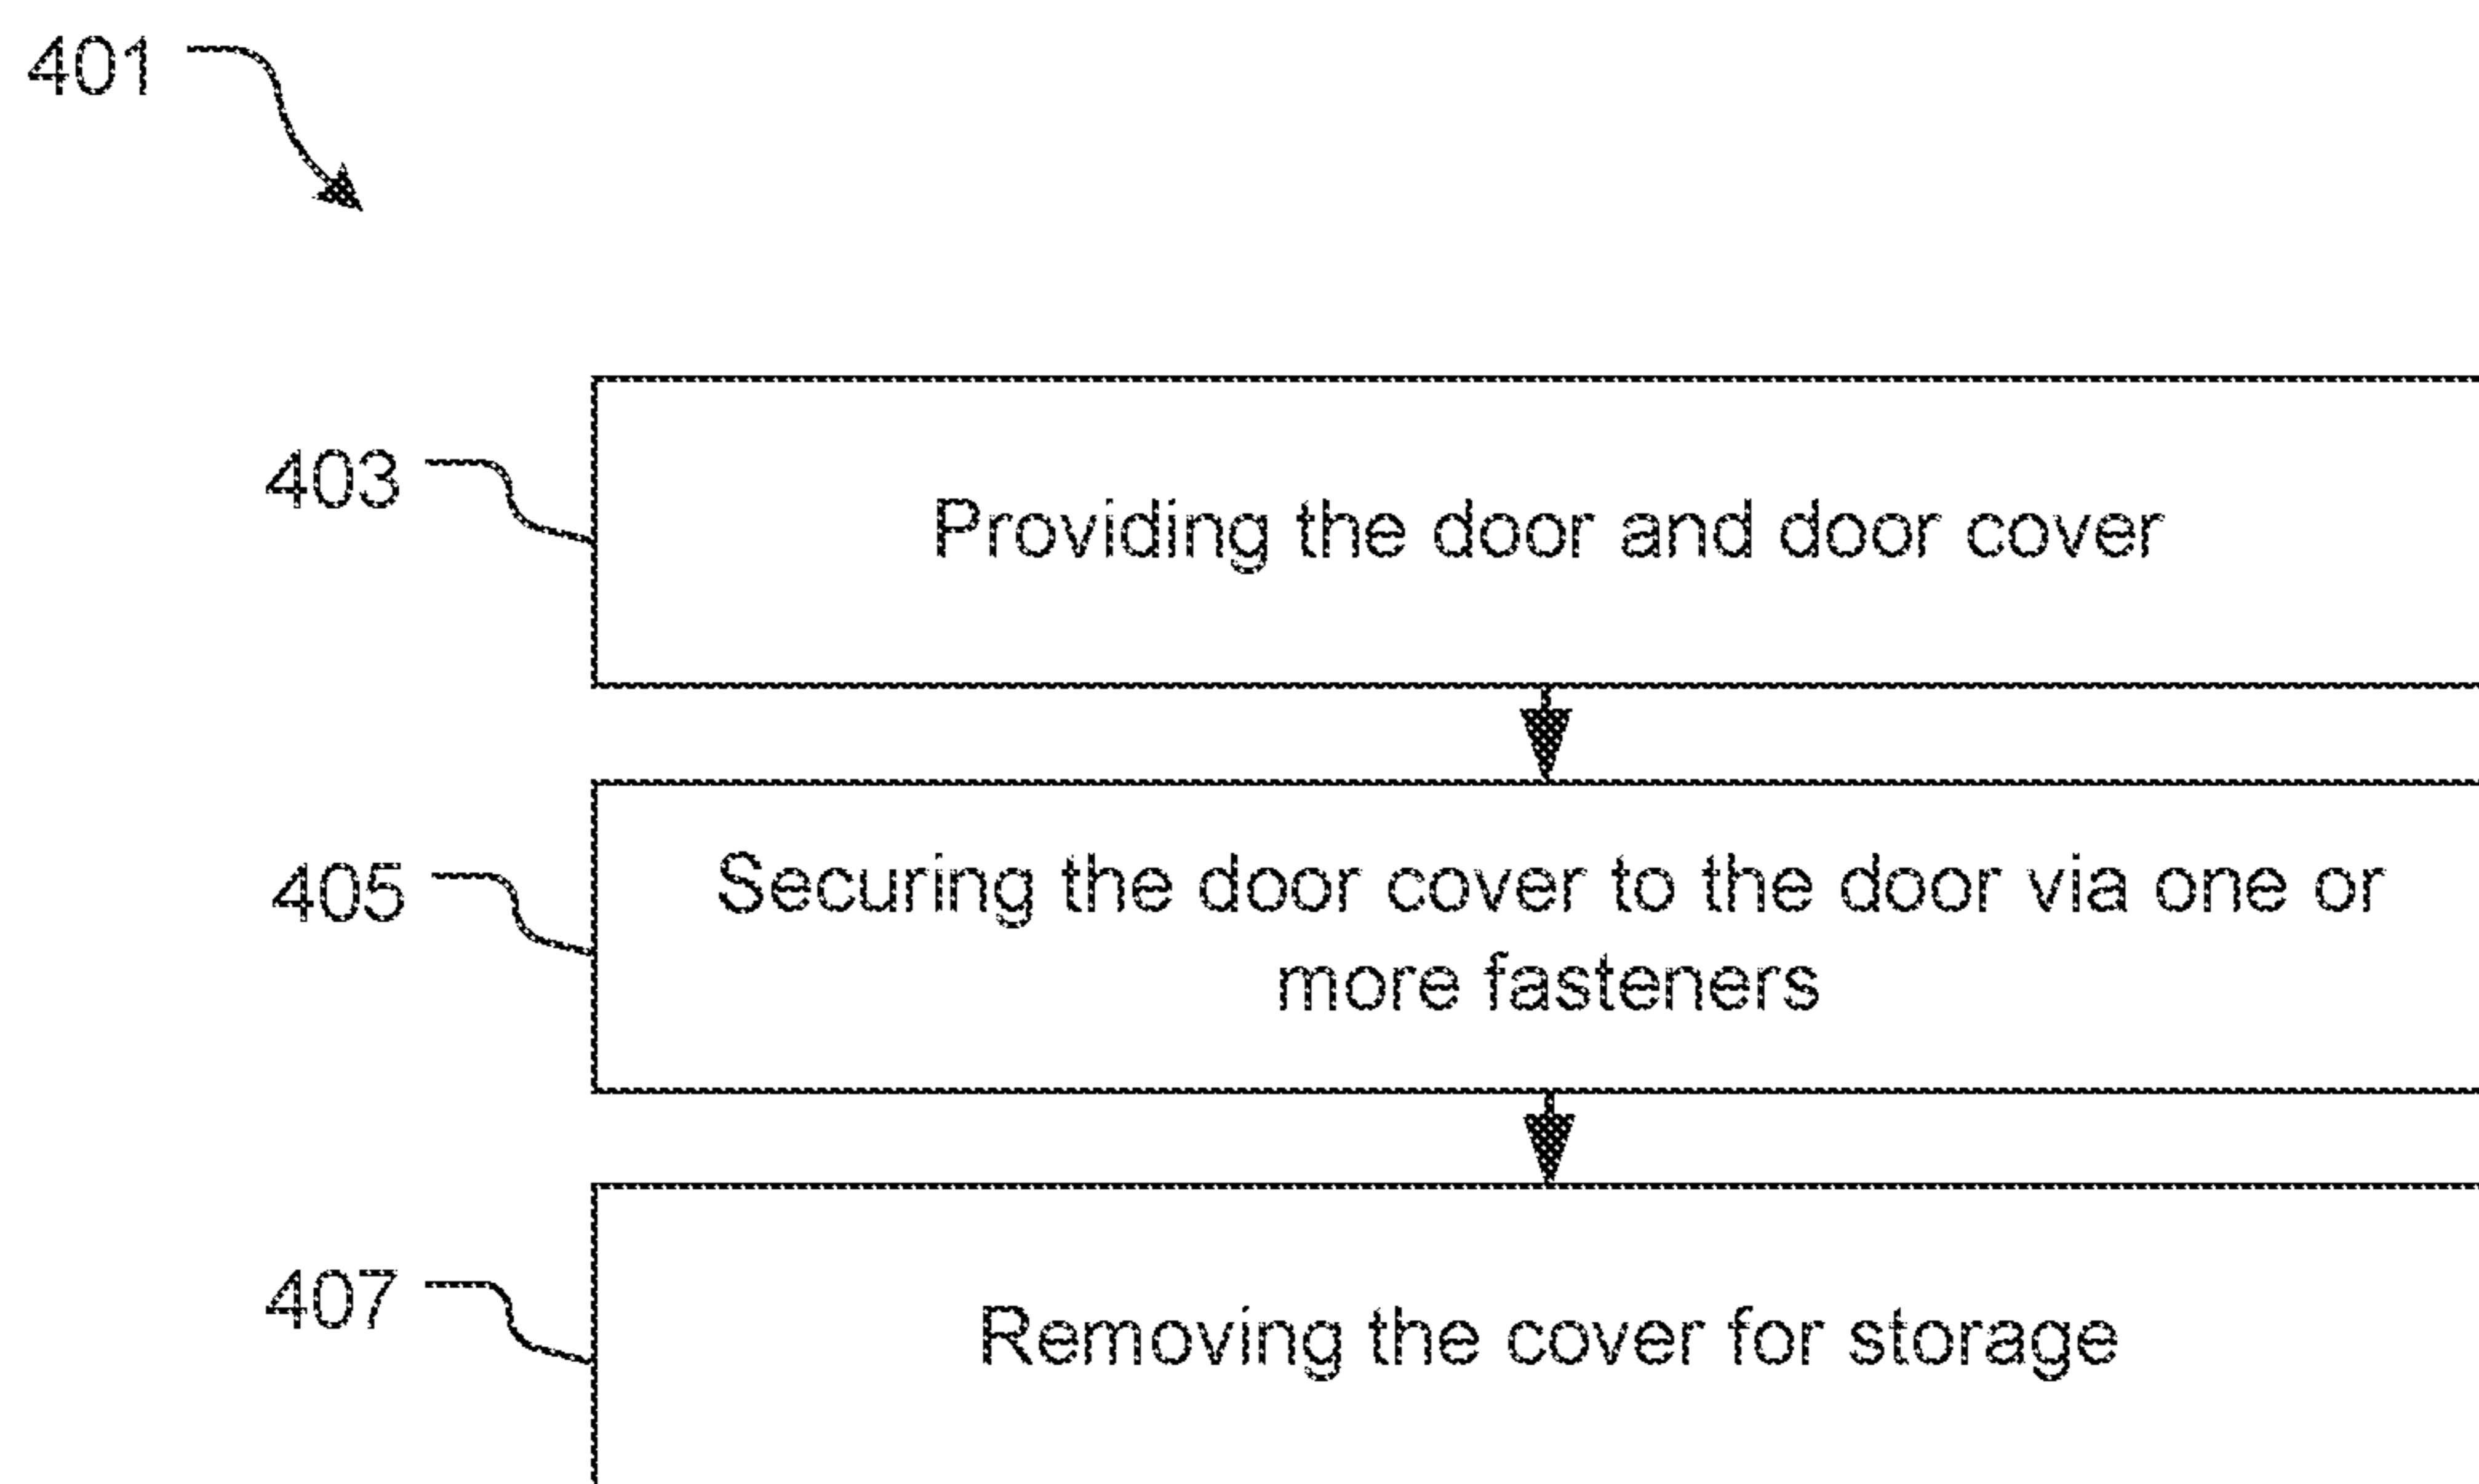 401
403
Providing the door and door cover
405
Securing the door cover to the door via one or
more fasteners
407
Removing the cover for storage